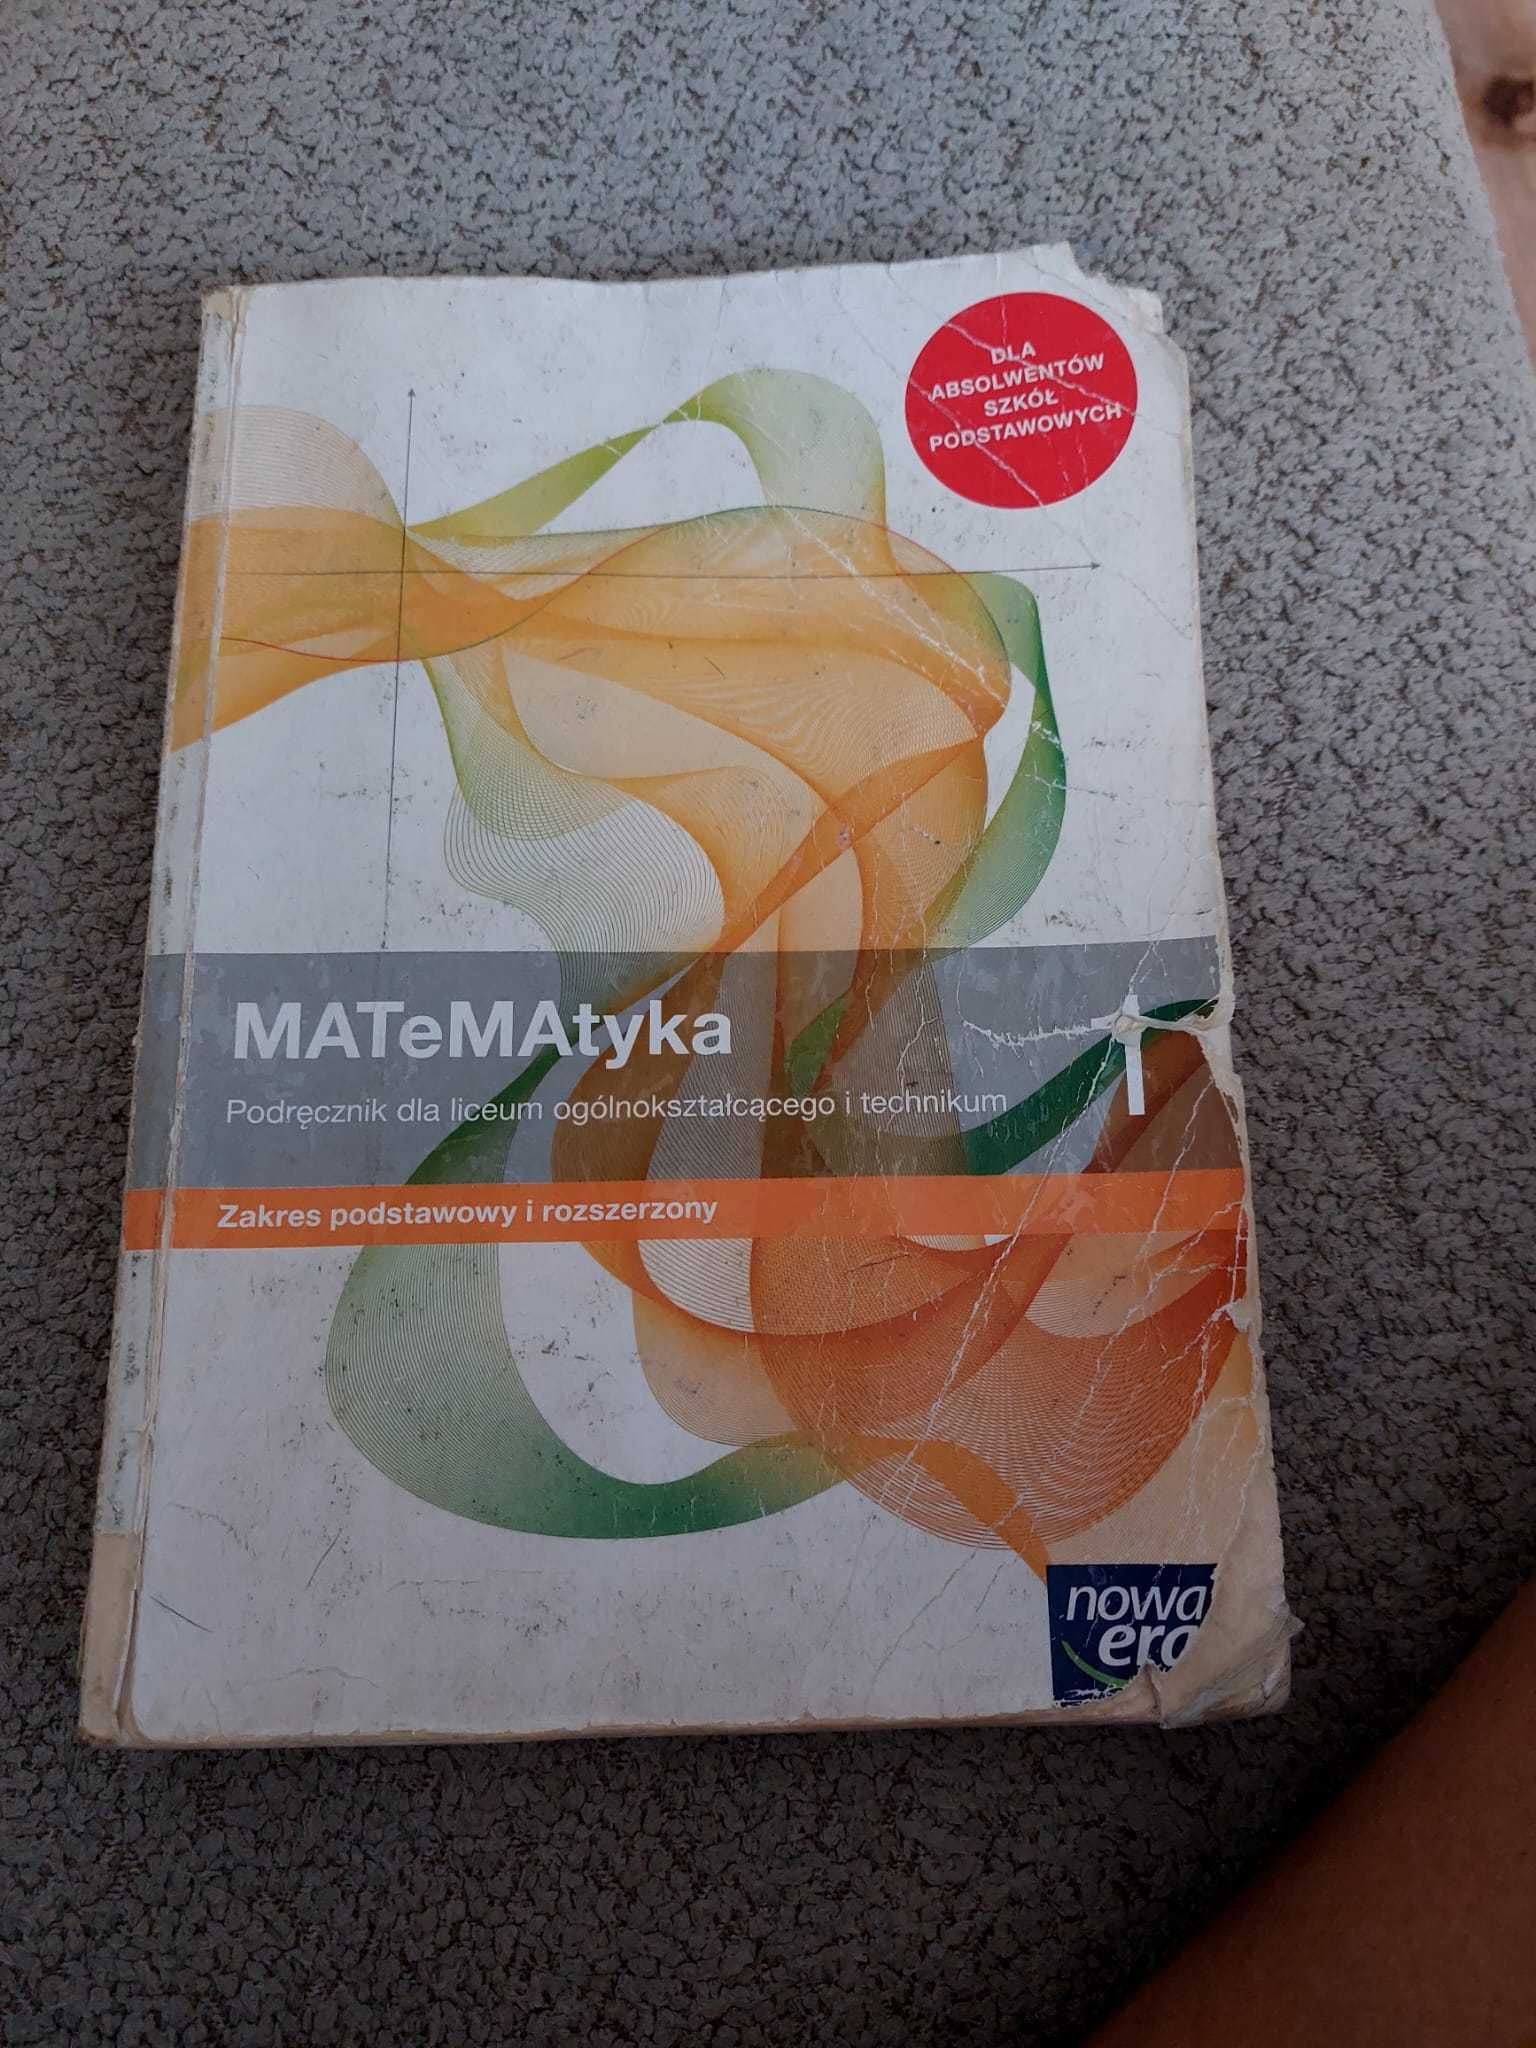 DLA
ABSOLWENTÓW
SZKÓŁ
PODSTAWOWYCH
MATeMAtyka
1
Podręcznik dla liceum ogólnokształcącego i technikum
Zakres podstawowy i rozszerzony
nowa
era